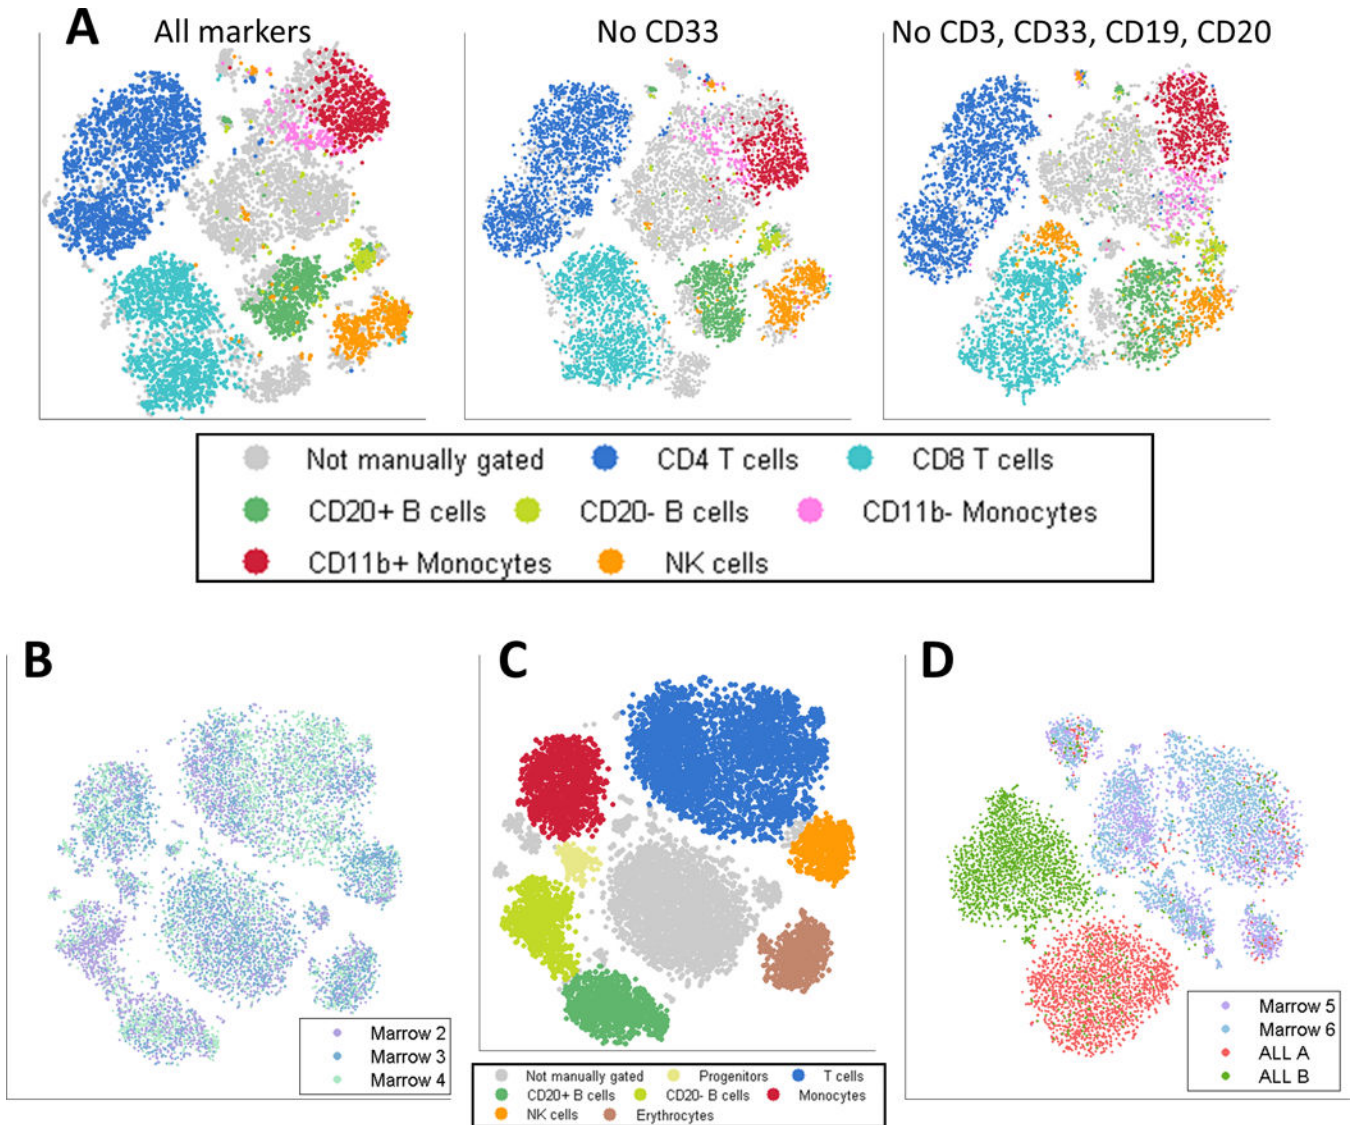 A
All markers
No CD33
No CD3, CD33, CD19, CD20
Not manually gated
CD4 T cells
CD8 T cells
CD20+ B cells
CD20- B cells
CD11b- Monocytes
CD11b+ Monocytes
NK cells
B
C
D
Marrow 2
Marrow 3
Marrow 4
Not manually gated
Progenitors
T cells
CD20+ B cells
CD20- B cells
Monocytes
NK cells
Erythrocytes
Marrow 5
Marrow 6
ALL A
ALL B